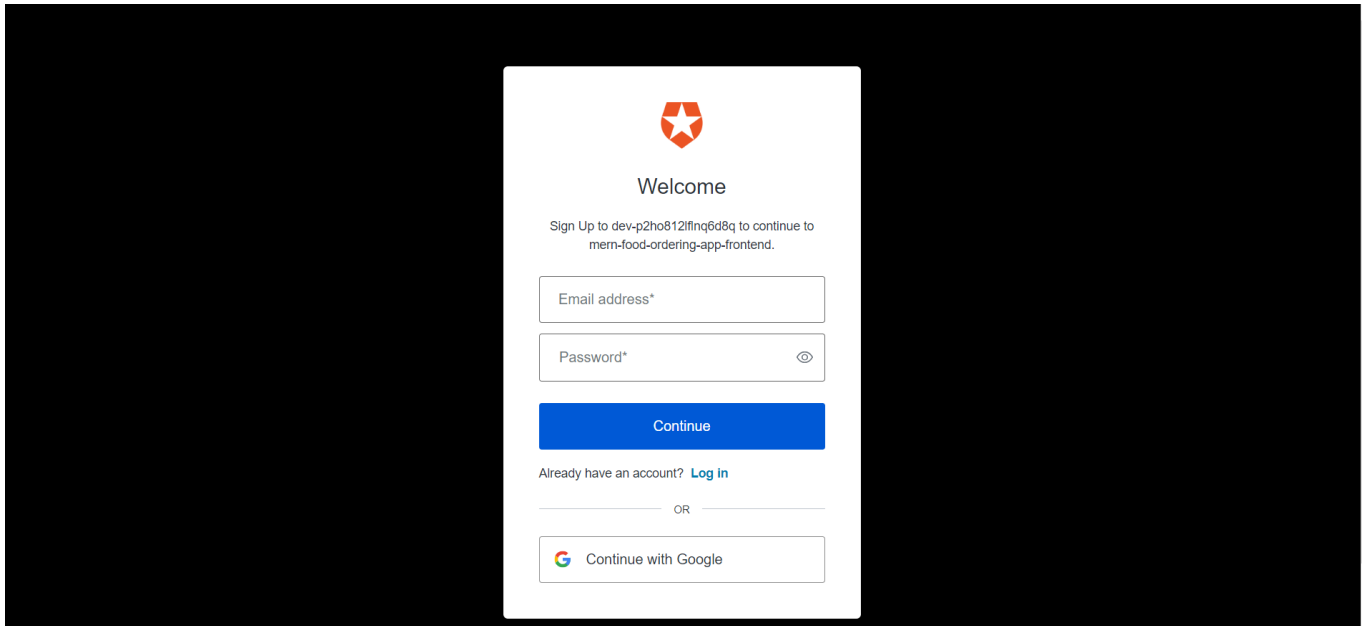 Welcome
Sign Up to dev-p2ho812lflnq6d8q to continue to
mern-food-ordering-app-frontend.
Email address*
Password*
Continue
Already have an account? Log in
OR
Continue with Google